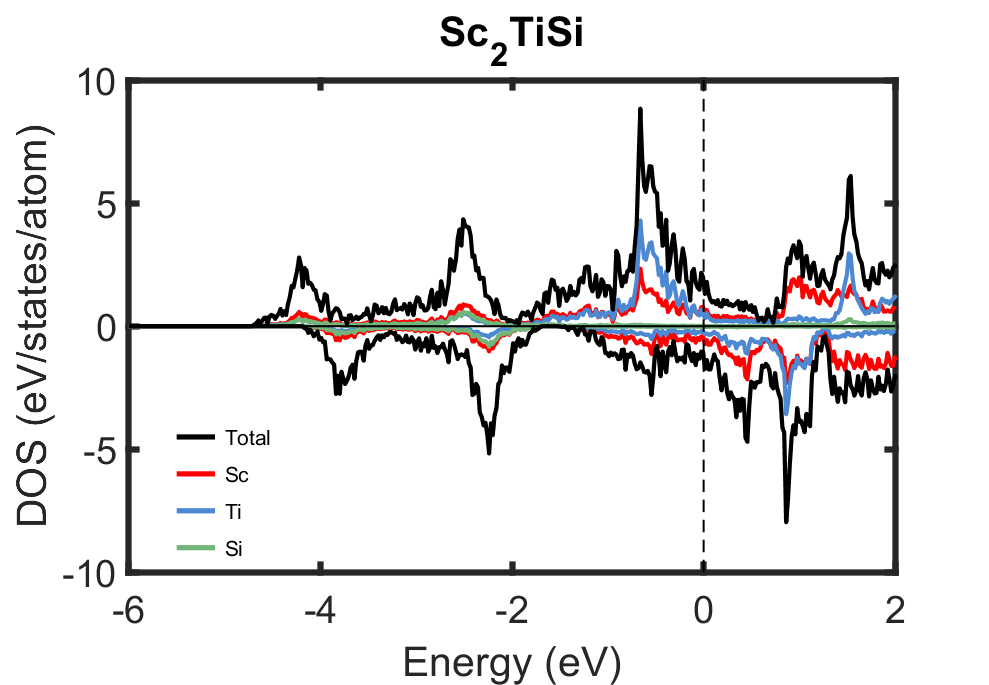 Sc₂TiSi
10
5
0
-5
-10
DOS (eV/states/atom)
Total
Sc
Ti
Si
-6 -4 -2 0 2
Energy (eV)